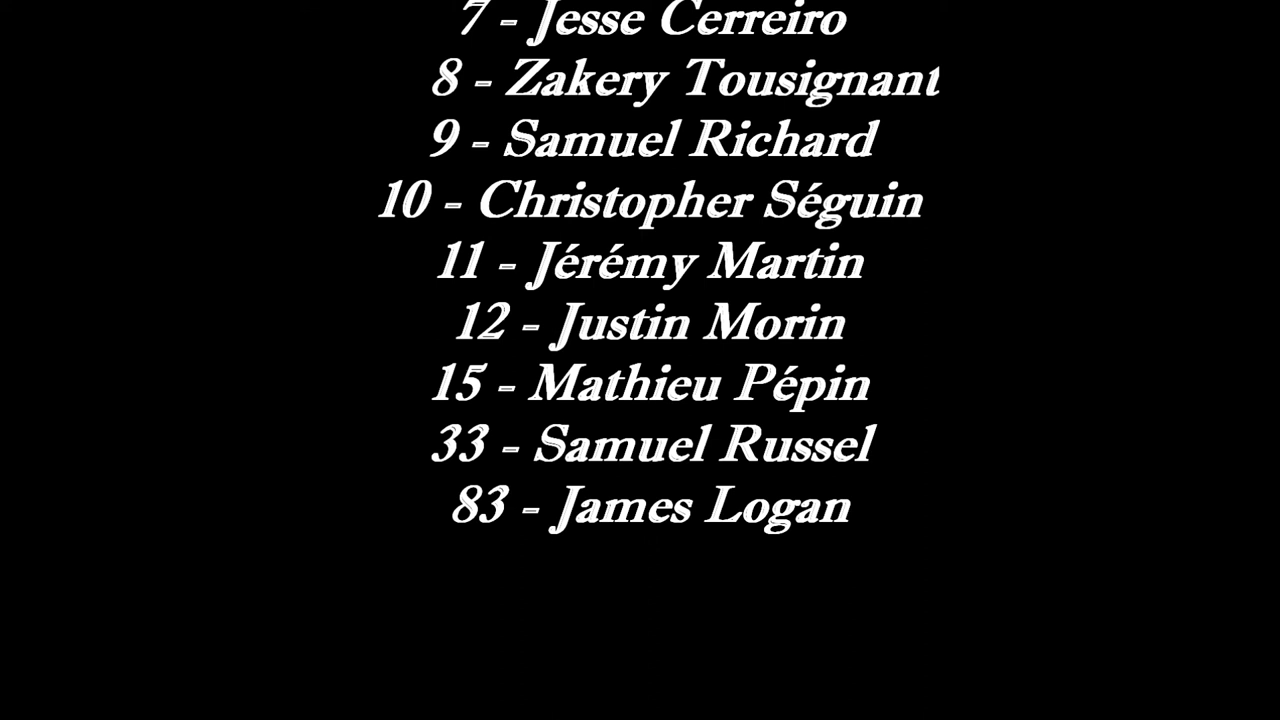 7 - Jesse Cerreiro
8 - Zakery Tousignant
9 - Samuel Richard
10 - Christopher Séguin
11 - Jérémy Martin
12 - Justin Morin
15 - Mathieu Pépin
33 - Samuel Russel
83 - James Logan